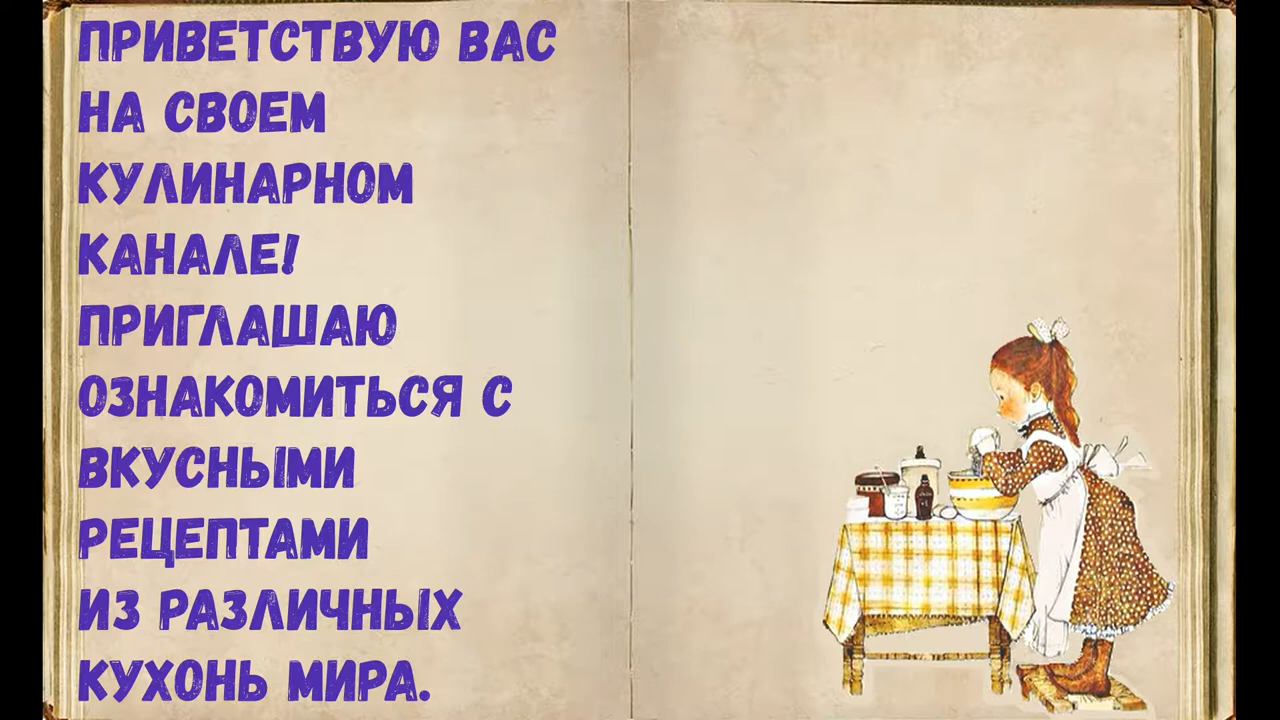 ПРИВЕТСТВУЮ ВАС
НА СВОЕМ
КУЛИНАРНОМ
КАНАЛЕ!
ПРИГЛАШАЮ
ОЗНАКОМИТЬСЯ С
ВКУСНЫМИ
РЕЦЕПТАМИ
ИЗ РАЗЛИЧНЫХ
КУХОНЬ МИРА.